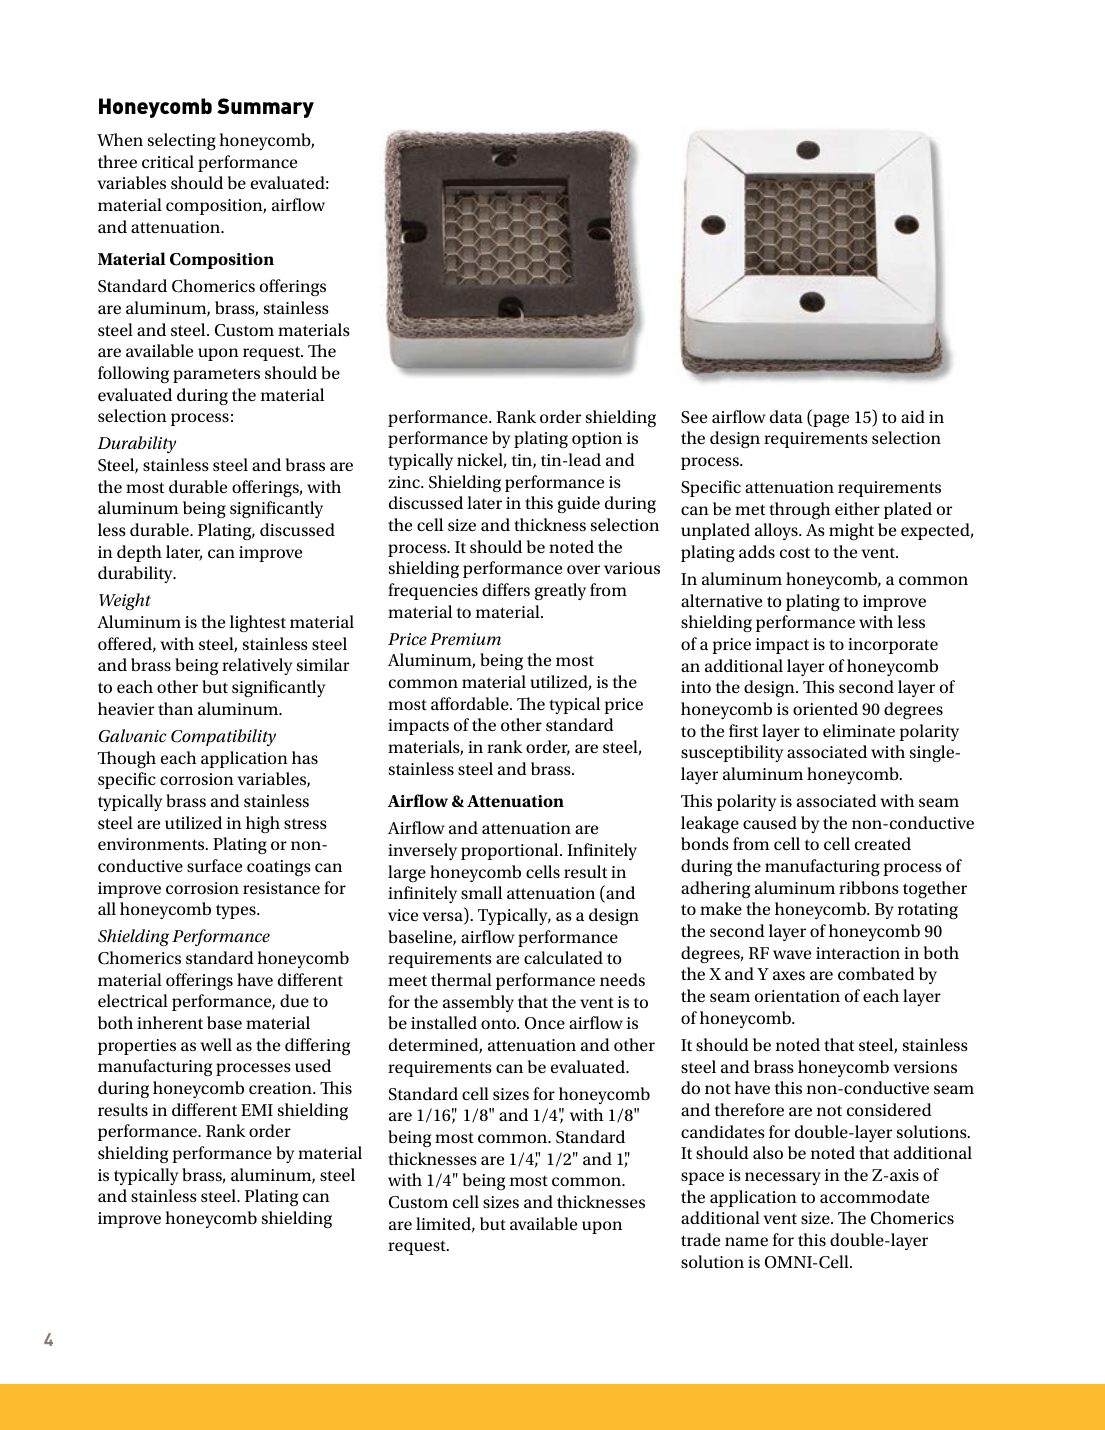 Honeycomb Summary
When selecting honeycomb,
three critical performance
variables should be evaluated:
material composition, airflow
and attenuation.
Material Composition
Standard Chomerics offerings
are aluminum, brass, stainless
steel and steel. Custom materials
are available upon request. The
following parameters should be
evaluated during the material
selection process:
Durability
Steel, stainless steel and brass are
the most durable offerings, with
aluminum being significantly
less durable. Plating, discussed
in depth later, can improve
durability.
Weight
Aluminum is the lightest material
offered, with steel, stainless steel
and brass being relatively similar
to each other but significantly
heavier than aluminum.
Galvanic Compatibility
Though each application has
specific corrosion variables,
typically brass and stainless
steel are utilized in high stress
environments. Plating or non-
conductive surface coatings can
improve corrosion resistance for
all honeycomb types.
Shielding Performance
Chomerics standard honeycomb
material offerings have different
electrical performance, due to
both inherent base material
properties as well as the differing
manufacturing processes used
during honeycomb creation. This
results in different EMI shielding
performance. Rank order
shielding performance by material
is typically brass, aluminum, steel
and stainless steel. Plating can
improve honeycomb shielding
performance. Rank order shielding
performance by plating option is
typically nickel, tin, tin-lead and
zinc. Shielding performance is
discussed later in this guide during
the cell size and thickness selection
process. It should be noted the
shielding performance over various
frequencies differs greatly from
material to material.
Price Premium
Aluminum, being the most
common material utilized, is the
most affordable. The typical price
impacts of the other standard
materials, in rank order, are steel,
stainless steel and brass.
Airflow & Attenuation
Airflow and attenuation are
inversely proportional. Infinitely
large honeycomb cells result in
infinitely small attenuation (and
vice versa). Typically, as a design
baseline, airflow performance
requirements are calculated to
meet thermal performance needs
for the assembly that the vent is to
be installed onto. Once airflow is
determined, attenuation and other
requirements can be evaluated.
Standard cell sizes for honeycomb
are 1/16", 1/8" and 1/4", with 1/8"
being most common. Standard
thicknesses are 1/4," 1/2" and 1",
with 1/4" being most common.
Custom cell sizes and thicknesses
are limited, but available upon
request.
See airflow data (page 15) to aid in
the design requirements selection
process.
Specific attenuation requirements
can be met through either plated or
unplated alloys. As might be expected,
plating adds cost to the vent.
In aluminum honeycomb, a common
alternative to plating to improve
shielding performance with less
of a price impact is to incorporate
an additional layer of honeycomb
into the design. This second layer of
honeycomb is oriented 90 degrees
to the first layer to eliminate polarity
susceptibility associated with single-
layer aluminum honeycomb.
This polarity is associated with seam
leakage caused by the non-conductive
bonds from cell to cell created
during the manufacturing process of
adhering aluminum ribbons together
to make the honeycomb. By rotating
the second layer of honeycomb 90
degrees, RF wave interaction in both
the X and Y axes are combated by
the seam orientation of each layer
of honeycomb.
It should be noted that steel, stainless
steel and brass honeycomb versions
do not have this non-conductive seam
and therefore are not considered
candidates for double-layer solutions.
It should also be noted that additional
space is necessary in the Z-axis of
the application to accommodate
additional vent size. The Chomerics
trade name for this double-layer
solution is OMNI-Cell.
4